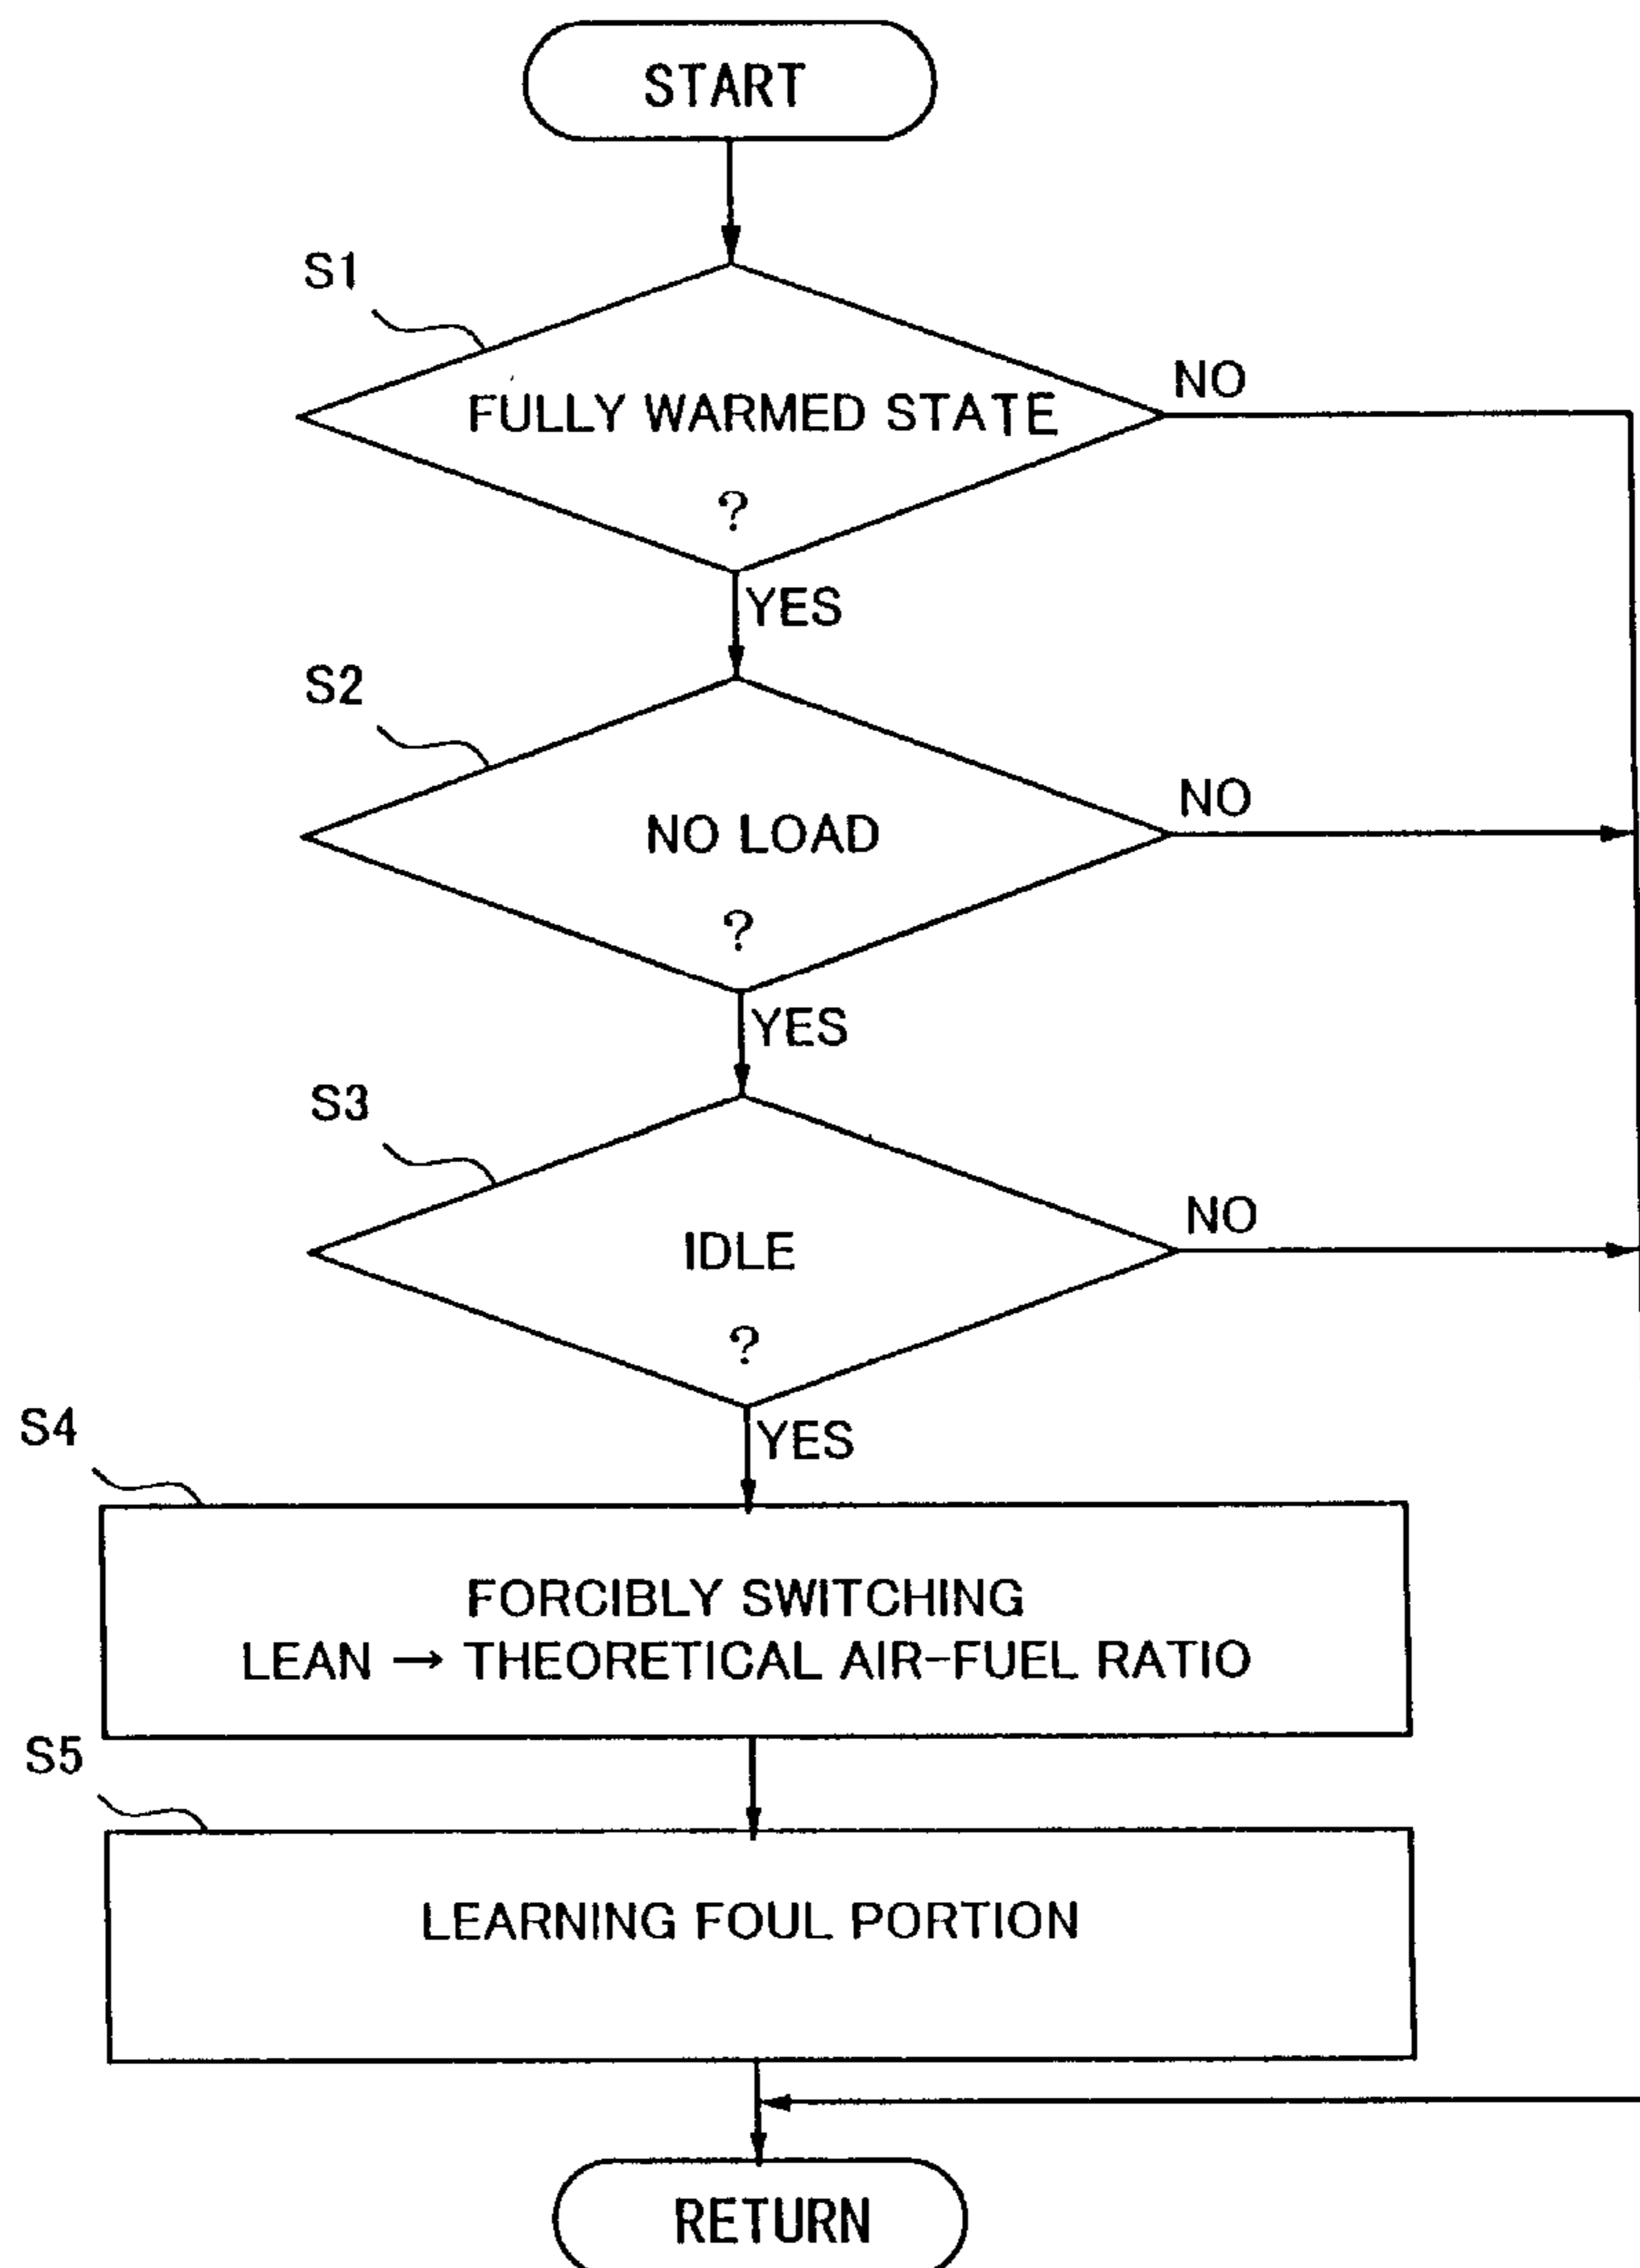 START
S1
FULLY WARMED STATE
NO
?
YES
S2
NO LOAD
NO
?
YES
S3
IDLE
NO
?
YES
S4
FORCIBLY SWITCHING
LEAN → THEORETICAL AIR-FUEL RATIO
S5
LEARNING FOUL PORTION
RETURN